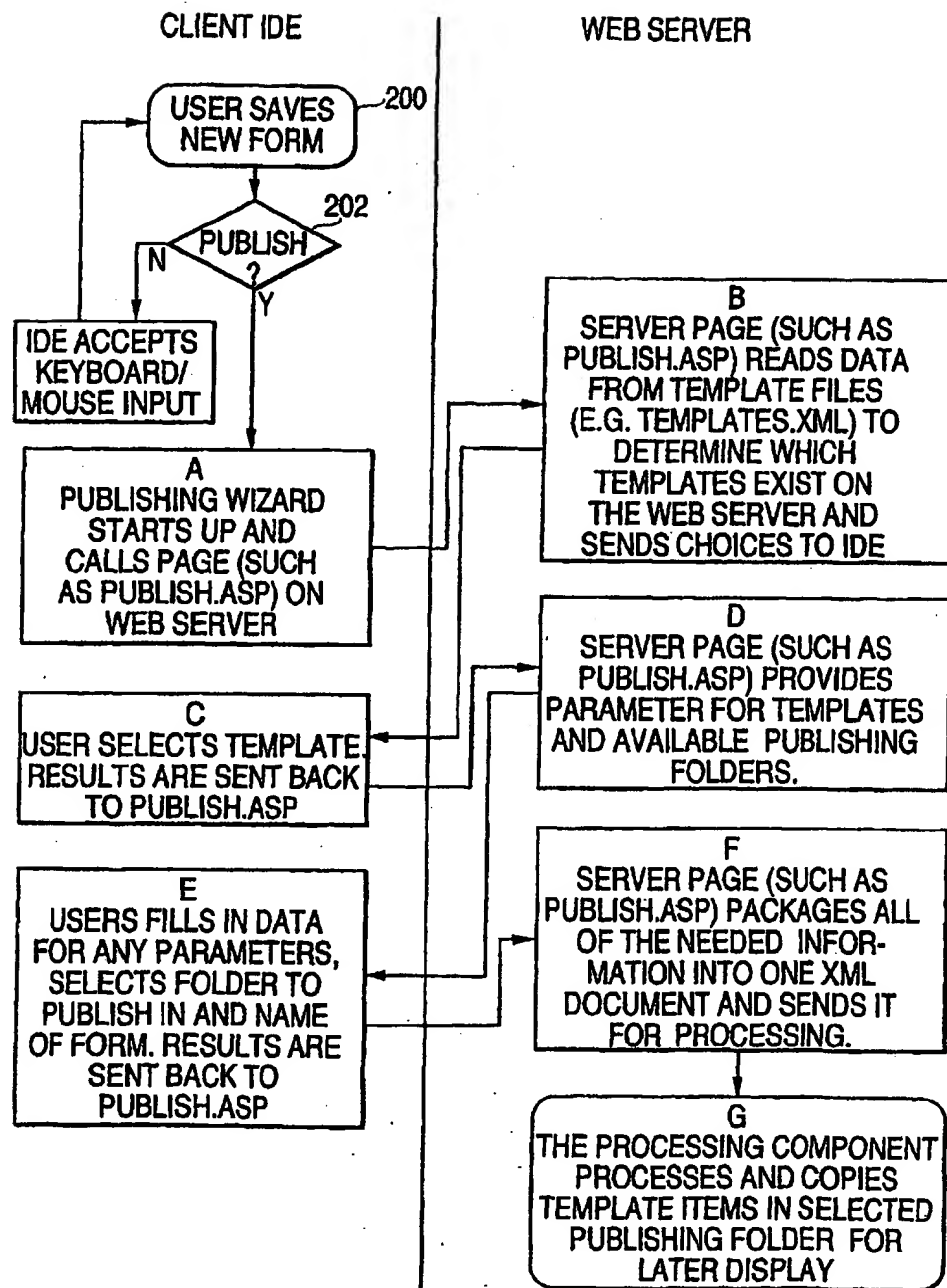 CLIENT IDE
WEB SERVER
USER SAVES
NEW FORM
200
202
PUBLISH
?
N
Y
IDE ACCEPTS
KEYBOARD/
MOUSE INPUT
A
PUBLISHING WIZARD
STARTS UP AND
CALLS PAGE (SUCH
AS PUBLISH.ASP) ON
WEB SERVER
B
SERVER PAGE (SUCH AS
PUBLISH.ASP) READS DATA
FROM TEMPLATE FILES
(E.G. TEMPLATES.XML) TO
DETERMINE WHICH
TEMPLATES EXIST ON
THE WEB SERVER AND
SENDS CHOICES TO IDE
C
USER SELECTS TEMPLATE.
RESULTS ARE SENT BACK
TO PUBLISH.ASP
D
SERVER PAGE (SUCH AS
PUBLISH.ASP) PROVIDES
PARAMETER FOR TEMPLATES
AND AVAILABLE PUBLISHING
FOLDERS.
E
USERS FILLS IN DATA
FOR ANY PARAMETERS,
SELECTS FOLDER TO
PUBLISH IN AND NAME
OF FORM. RESULTS ARE
SENT BACK TO
PUBLISH.ASP
F
SERVER PAGE (SUCH AS
PUBLISH.ASP) PACKAGES ALL
OF THE NEEDED INFOR-
MATION INTO ONE XML
DOCUMENT AND SENDS IT
FOR PROCESSING.
G
THE PROCESSING COMPONENT
PROCESSES AND COPIES
TEMPLATE ITEMS IN SELECTED
PUBLISHING FOLDER FOR
LATER DISPLAY